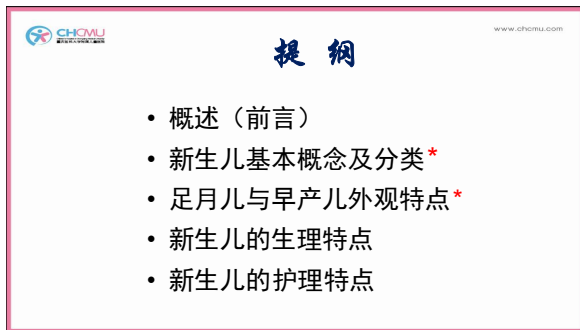 CHCMU
www.chcmu.com
提 纲
• 概述（前言）
• 新生儿基本概念及分类*
• 足月儿与早产儿外观特点*
• 新生儿的生理特点
• 新生儿的护理特点